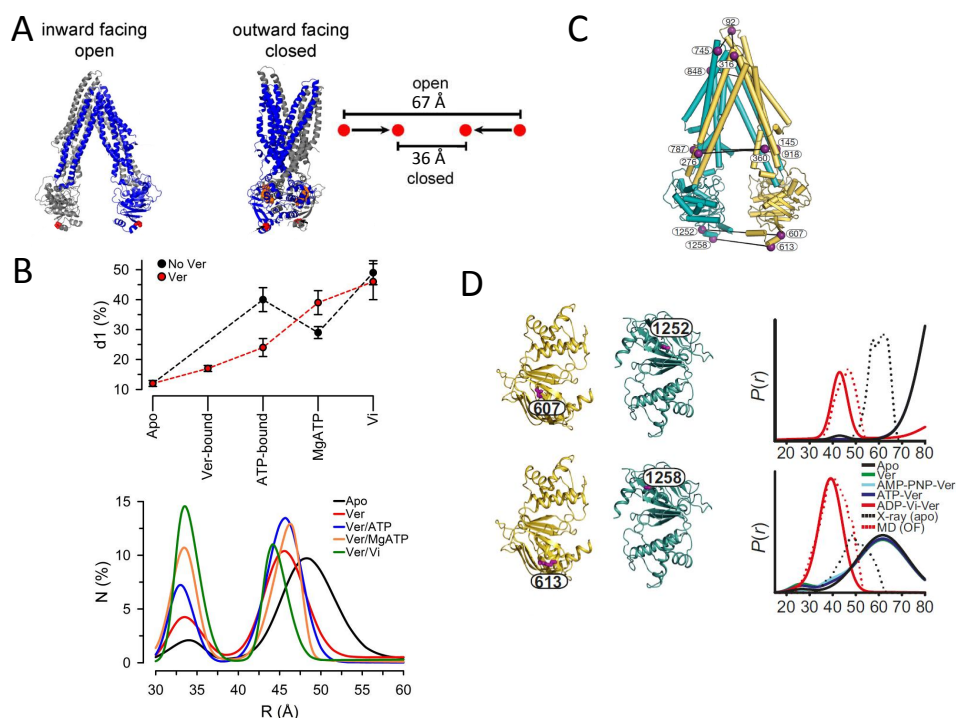 A
inward facing
open
outward facing
closed
open
67 Å
36 Å
closed
B
No Ver
Ver
d1 (%)
50
40
30
20
10
Apo
Ver-bound
ATP-bound
MgATP
Vi
N (%)
15
10
5
0
Apo
Ver
Ver/ATP
Ver/MgATP
Ver/Vi
30 35 40 45 50 55 60
R (Å)
C
92
745
316
848
787
145
276
360
918
1252
607
1258
613
D
607
1252
613
1258
P(r)
20 30 40 50 60 70 80
Apo
Ver
AMP-PNP-Ver
ATP-Ver
ADP-Vi-Ver
X-ray (apo)
MD (OF)
P(r)
20 30 40 50 60 70 80